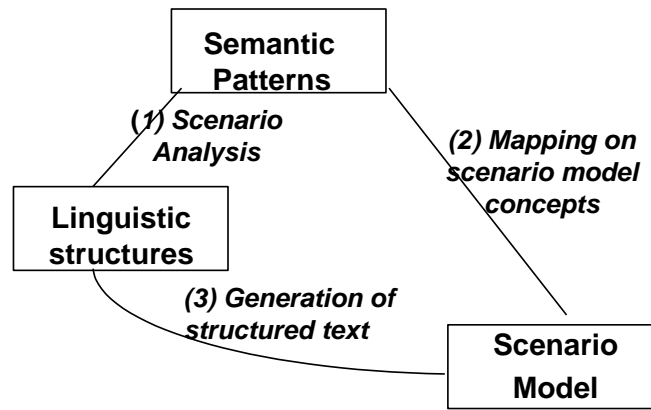 Semantic
Patterns
(1) Scenario
Analysis
(2) Mapping on
scenario model
concepts
Linguistic
structures
(3) Generation of
structured text
Scenario
Model